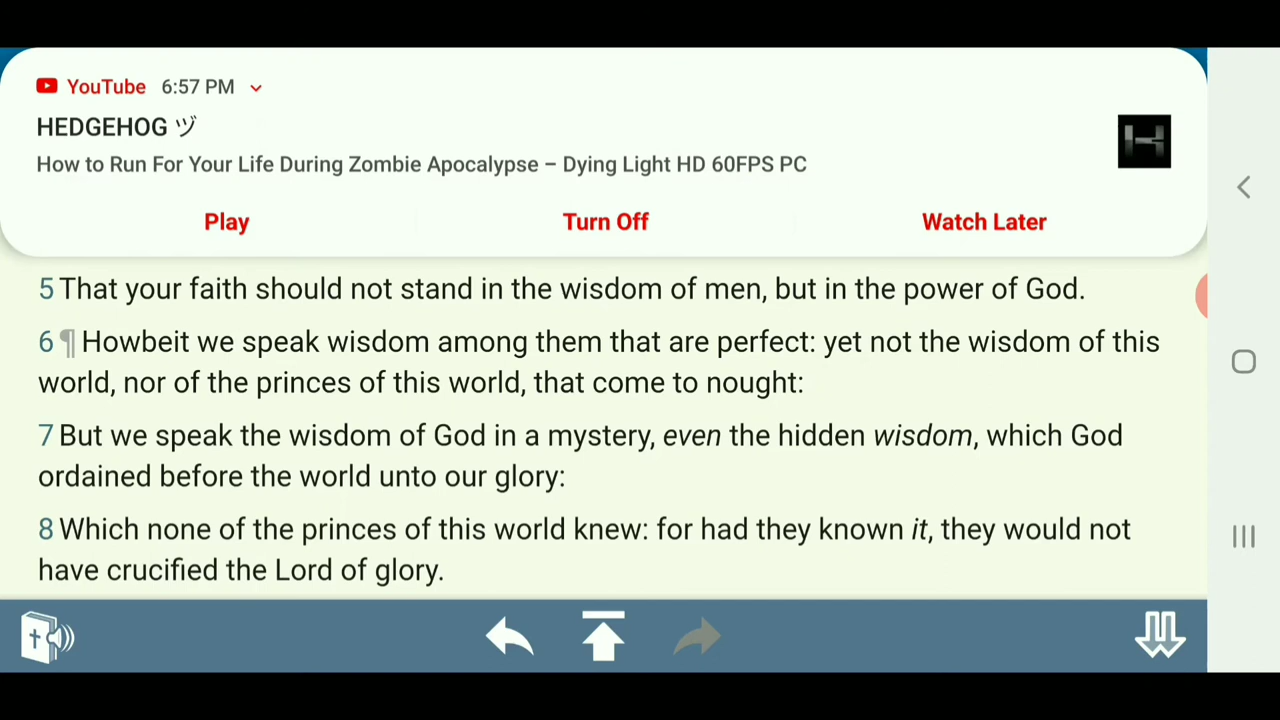 YouTube 6:57 PM
HEDGEHOG ヅ
How to Run For Your Life During Zombie Apocalypse – Dying Light HD 60FPS PC
Play Turn Off Watch Later
5 That your faith should not stand in the wisdom of men, but in the power of God.
6 ¶ Howbeit we speak wisdom among them that are perfect: yet not the wisdom of this
world, nor of the princes of this world, that come to nought:
7 But we speak the wisdom of God in a mystery, even the hidden wisdom, which God
ordained before the world unto our glory:
8 Which none of the princes of this world knew: for had they known it, they would not
have crucified the Lord of glory.